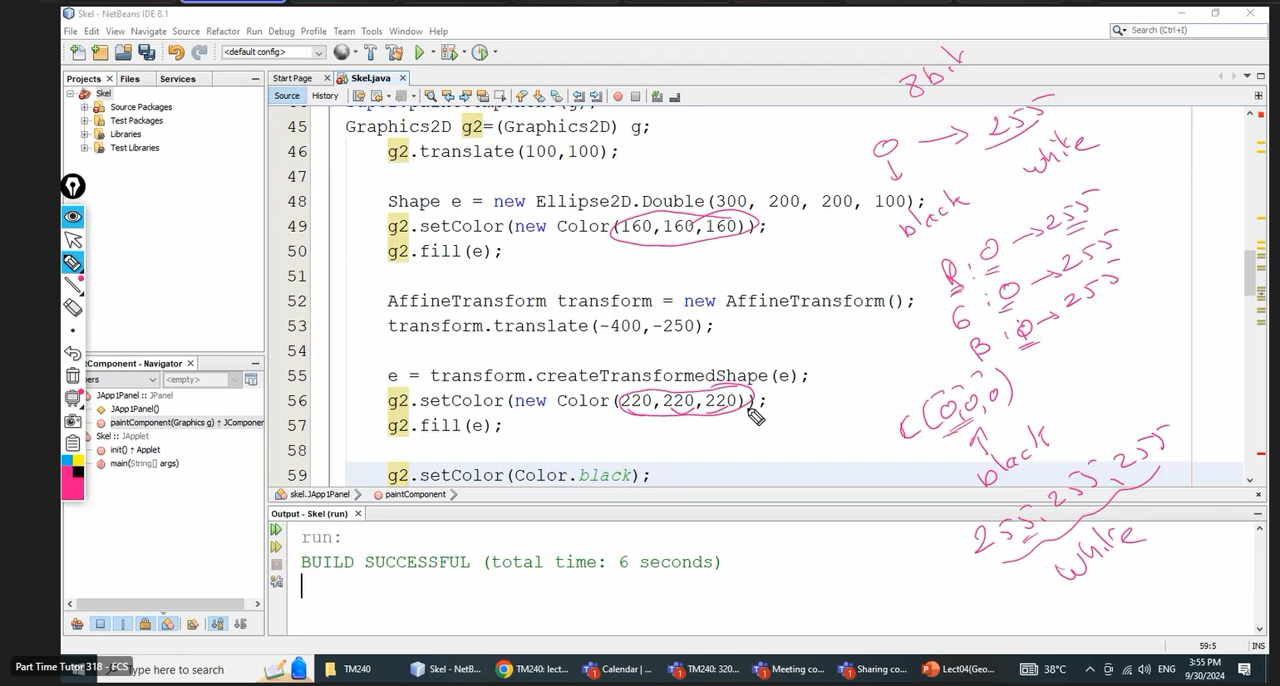 Skel - NetBeans IDE 8.1
File Edit View Navigate Source Refactor Run Debug Profile Team Tools Window Help
Search (Ctrl+I)
<default config>
Projects Files Services
Start Page Skel.java
Skel
Source Packages
Test Packages
Libraries
Test Libraries
Source History
45 Graphics2D g2=(Graphics2D) g;
46 g2.translate(100,100);
47
48 Shape e = new Ellipse2D.Double(300, 200, 200, 100);
49 g2.setColor(new Color(160,160,160));
50 g2.fill(e);
51
52 AffineTransform transform = new AffineTransform();
53 transform.translate(-400,-250);
54
55 e = transform.createTransformedShape(e);
56 g2.setColor(new Color(220,220,220));
57 g2.fill(e);
58
59 g2.setColor(Color.black);
8 bit
0 → 255
white
black
R : 0 → 255
G : 0 → 255
B : 0 → 255
C(0,0,0)
black
255, 255, 255
white
tComponent - Navigator
bers <empty>
JApp1Panel :: JPanel
JApp1Panel()
paintComponent(Graphics g) ↑ JCompone
Skel :: JApplet
init() ↑ Applet
main(String[] args)
skel.JApp1Panel paintComponent
Output - Skel (run)
run:
BUILD SUCCESSFUL (total time: 6 seconds)
59:5 INS
Part Time Tutor 318 - FCS
Type here to search
TM240
Skel - NetB...
TM240: lect...
Calendar | ...
TM240: 320...
Meeting co...
Sharing co...
Lect04(Geo...
38°C
ENG
3:55 PM
9/30/2024